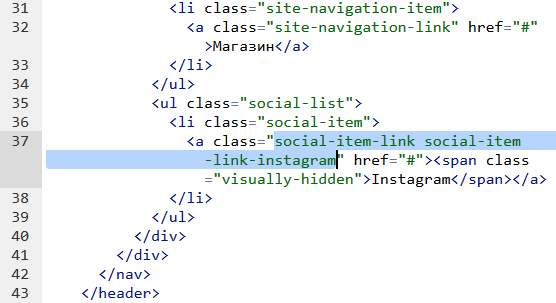 31 <li class="site-navigation-item">
32 <a class="site-navigation-link" href="#"
>Магазин</a>
33 </li>
34 </ul>
35 <ul class="social-list">
36 <li class="social-item">
37 <a class="social-item-link social-item
-link-instagram" href="#"><span class
="visually-hidden">Instagram</span></a>
38 </li>
39 </ul>
40 </div>
41 </div>
42 </nav>
43 </header>